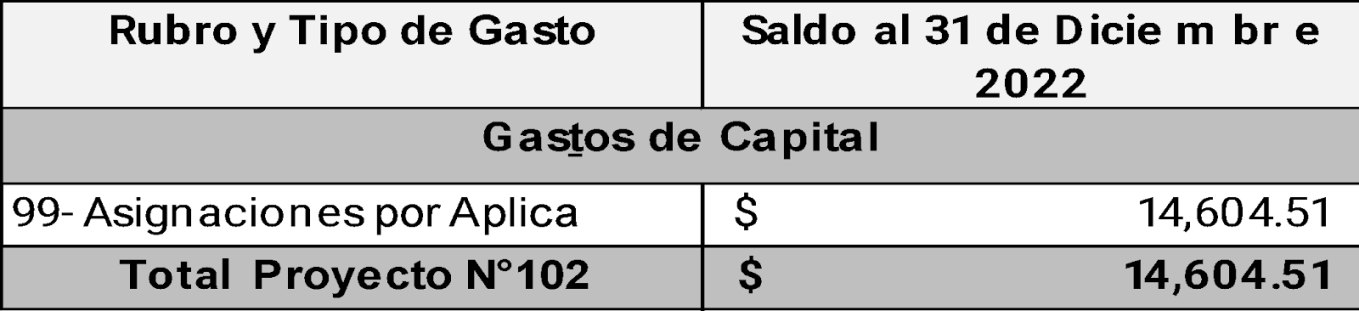 Rubro y Tipo de Gasto
Saldo al 31 de Diciembre
2022
Gastos de Capital
99- Asignaciones por Aplica
$ 14,604.51
Total Proyecto N°102
$ 14,604.51